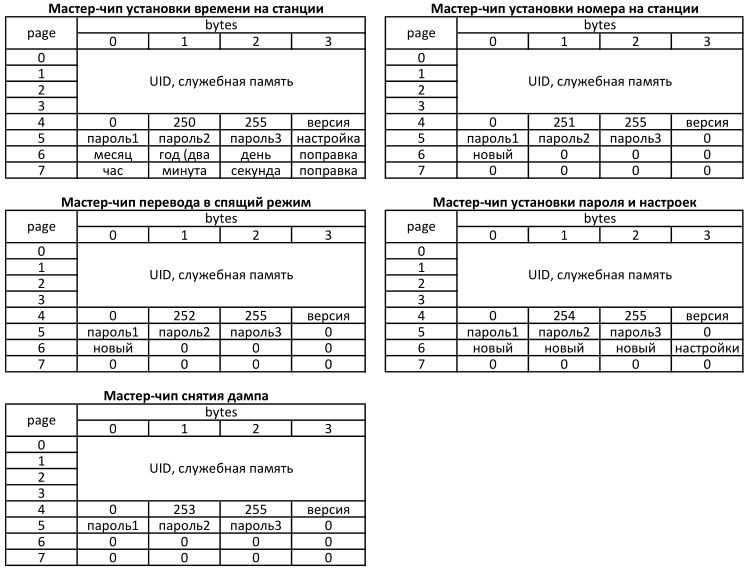 Мастер-чип установки времени на станции
page bytes
0 1 2 3
0
1
2
3
UID, служебная память
4 0 250 255 версия
5 пароль1 пароль2 пароль3 настройка
6 месяц год (два день поправка
7 час минута секунда поправка
Мастер-чип установки номера на станции
page bytes
0 1 2 3
0
1
2
3
UID, служебная память
4 0 251 255 версия
5 пароль1 пароль2 пароль3 0
6 новый 0 0 0
7 0 0 0 0
Мастер-чип перевода в спящий режим
page bytes
0 1 2 3
0
1
2
3
UID, служебная память
4 0 252 255 версия
5 пароль1 пароль2 пароль3 0
6 новый 0 0 0
7 0 0 0 0
Мастер-чип установки пароля и настроек
page bytes
0 1 2 3
0
1
2
3
UID, служебная память
4 0 254 255 версия
5 пароль1 пароль2 пароль3 0
6 новый новый новый настройки
7 0 0 0 0
Мастер-чип снятия дампа
page bytes
0 1 2 3
0
1
2
3
UID, служебная память
4 0 253 255 версия
5 пароль1 пароль2 пароль3 0
6 0 0 0 0
7 0 0 0 0